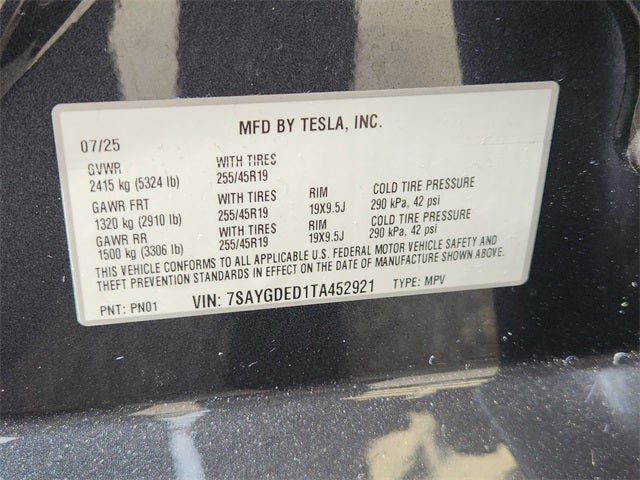 MFD BY TESLA, INC.
07/25
GVWR WITH TIRES
2415 kg (5324 lb) 255/45R19
GAWR FRT WITH TIRES RIM COLD TIRE PRESSURE
1320 kg (2910 lb) 255/45R19 19X9.5J 290 kPa, 42 psi
GAWR RR WITH TIRES RIM COLD TIRE PRESSURE
1500 kg (3306 lb) 255/45R19 19X9.5J 290 kPa, 42 psi
THIS VEHICLE CONFORMS TO ALL APPLICABLE U.S. FEDERAL MOTOR VEHICLE SAFETY AND
THEFT PREVENTION STANDARDS IN EFFECT ON THE DATE OF MANUFACTURE SHOWN ABOVE.
PNT: PN01 VIN: 7SAYGDED1TA452921 TYPE: MPV